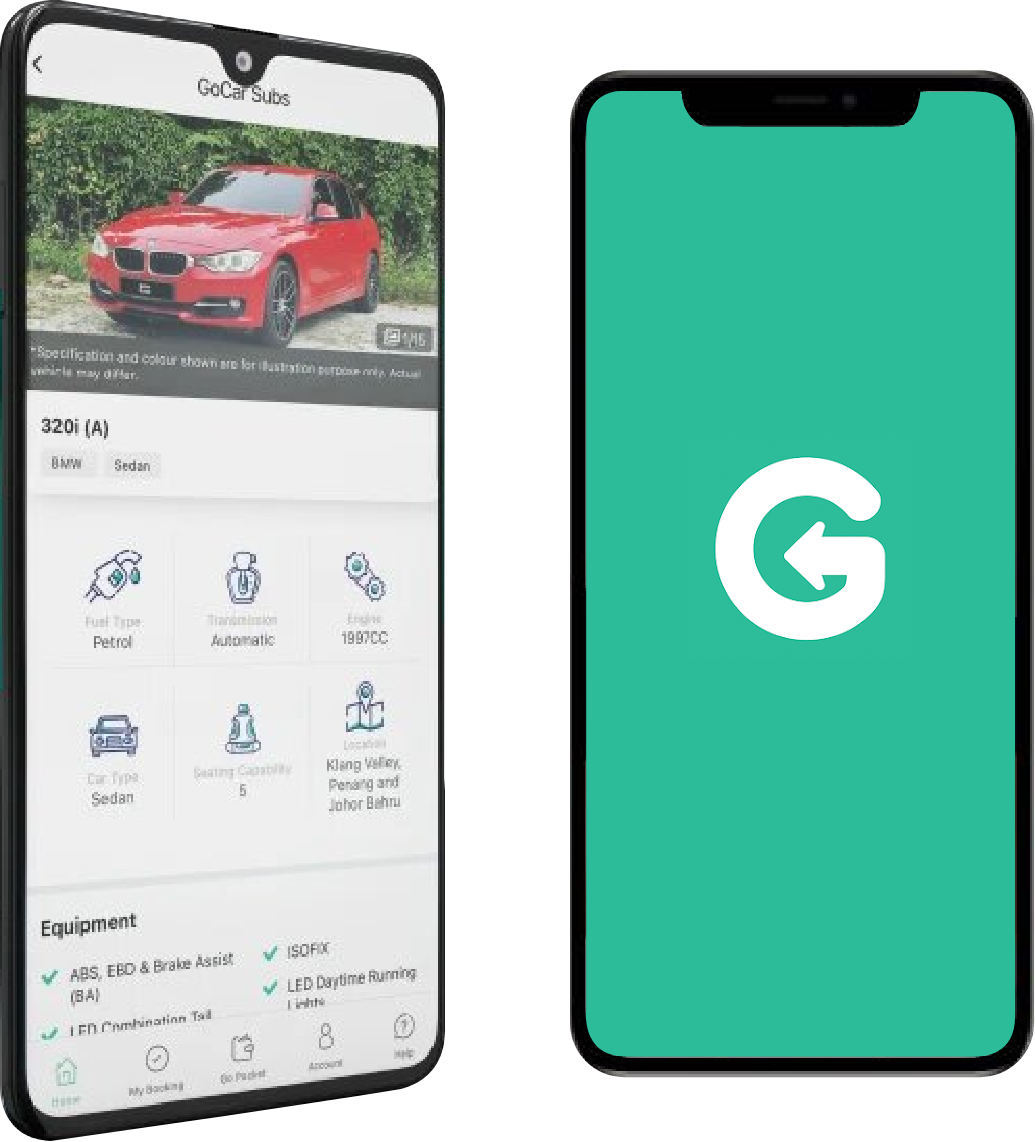 GoCar Subs
1/15
*Specification and colour shown are for illustration purpose only. Actual
vehicle may differ.
320i (A)
BMW
Sedan
Fuel Type
Petrol
Transmission
Automatic
Engine
1997CC
Car Type
Sedan
Seating Capability
5
Location
Klang Valley,
Penang and
Johor Bahru
Equipment
ABS, EBD & Brake Assist
(BA)
LED Combination Tail
ISOFIX
LED Daytime Running
Lights
Home
My Booking
Go Pocket
Account
Help
G